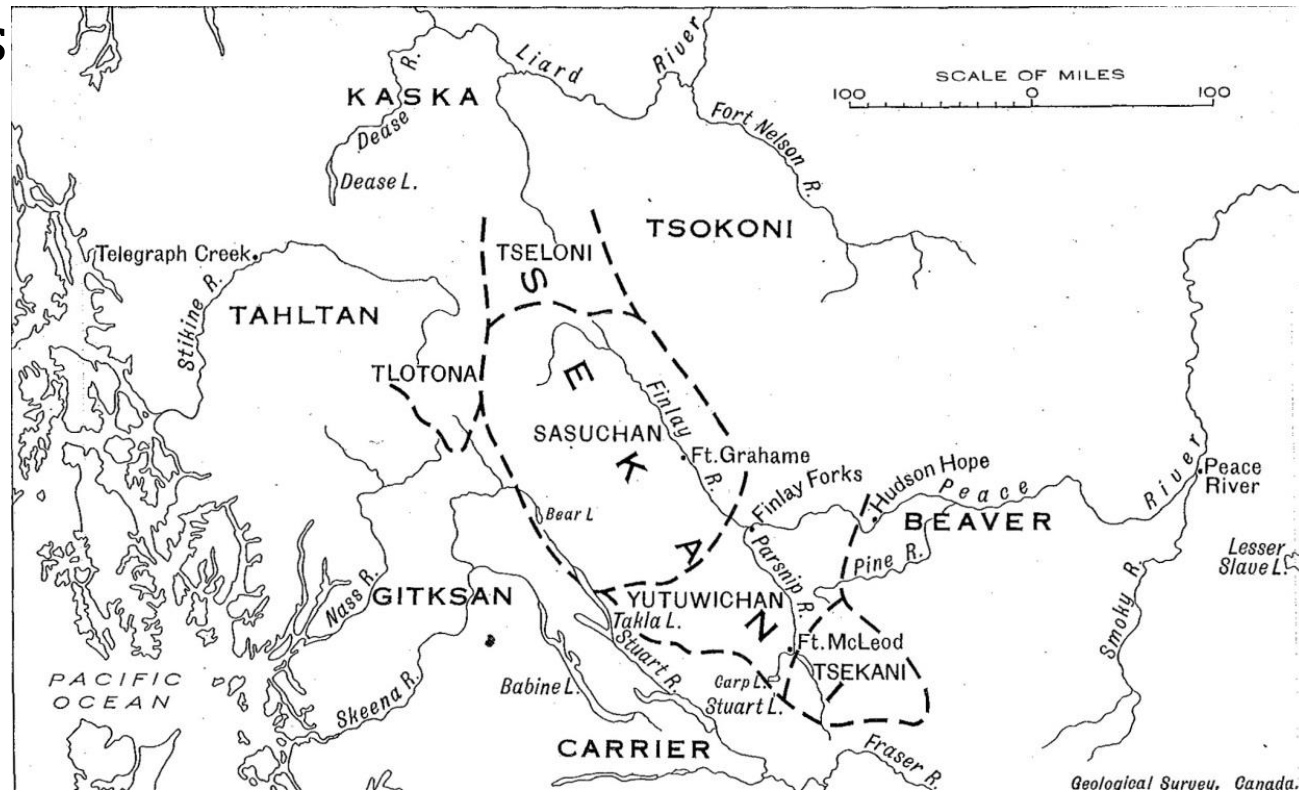 S
SCALE OF MILES
100 0 100
Liard River
Dease R.
KASKA
Fort Nelson R.
Dease L.
TSOKONI
Telegraph Creek
TSELONI
Stikine R.
TAHLTAN
TLOTONA
SEKANI
Finlay R.
SASUCHAN
Ft. Grahame
Finlay Forks
Hudson Hope
Peace River
Peace
River
BEAVER
Bear L
Parsnip R.
Pine R.
Lesser
Slave L.
Smoky R.
Nass R.
GITKSAN
YUTUWICHAN
Takla L.
Stuart R.
Ft. McLeod
TSEKANI
Carp L.
Stuart L.
PACIFIC
OCEAN
Skeena R.
Babine L.
CARRIER
Fraser R.
Geological Survey, Canada.